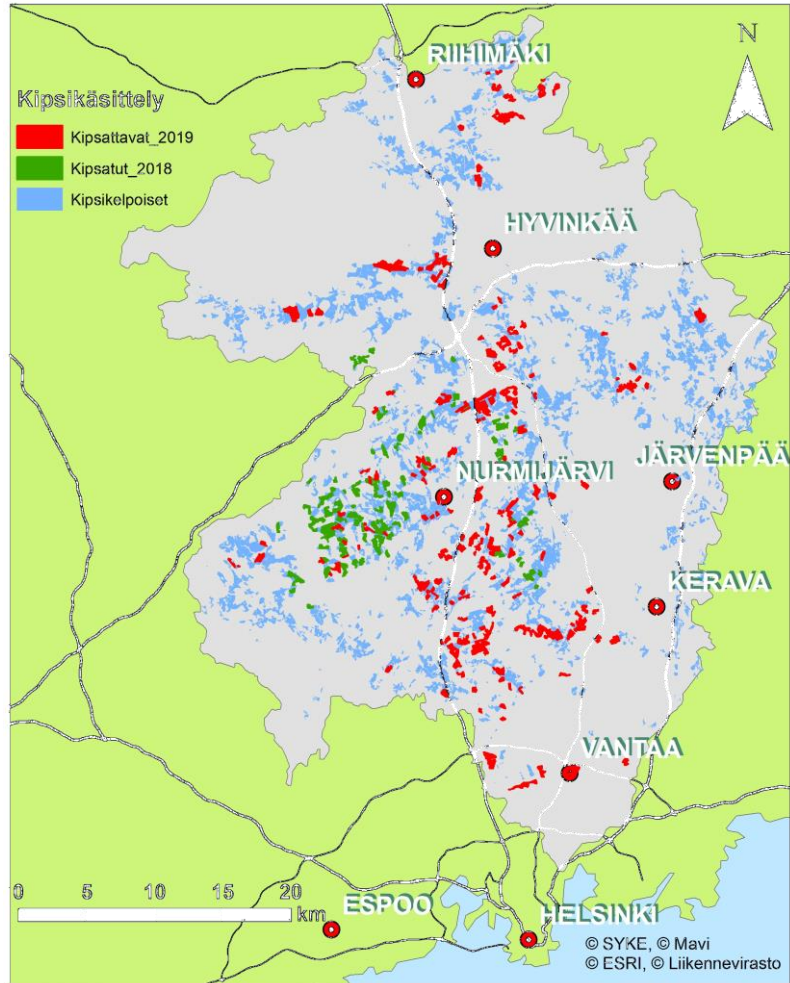 RIIHIMÄKI
N
Kipsikäsittely
Kipsattavat_2019
Kipsatut_2018
Kipsikelpoiset
HYVINKÄÄ
JÄRVENPÄÄ
NURMIJÄRVI
KERAVA
VANTAA
0 5 10 20
km
ESPOO
HELSINKI
© SYKE, © Mavi
© ESRI, © Liikennevirasto